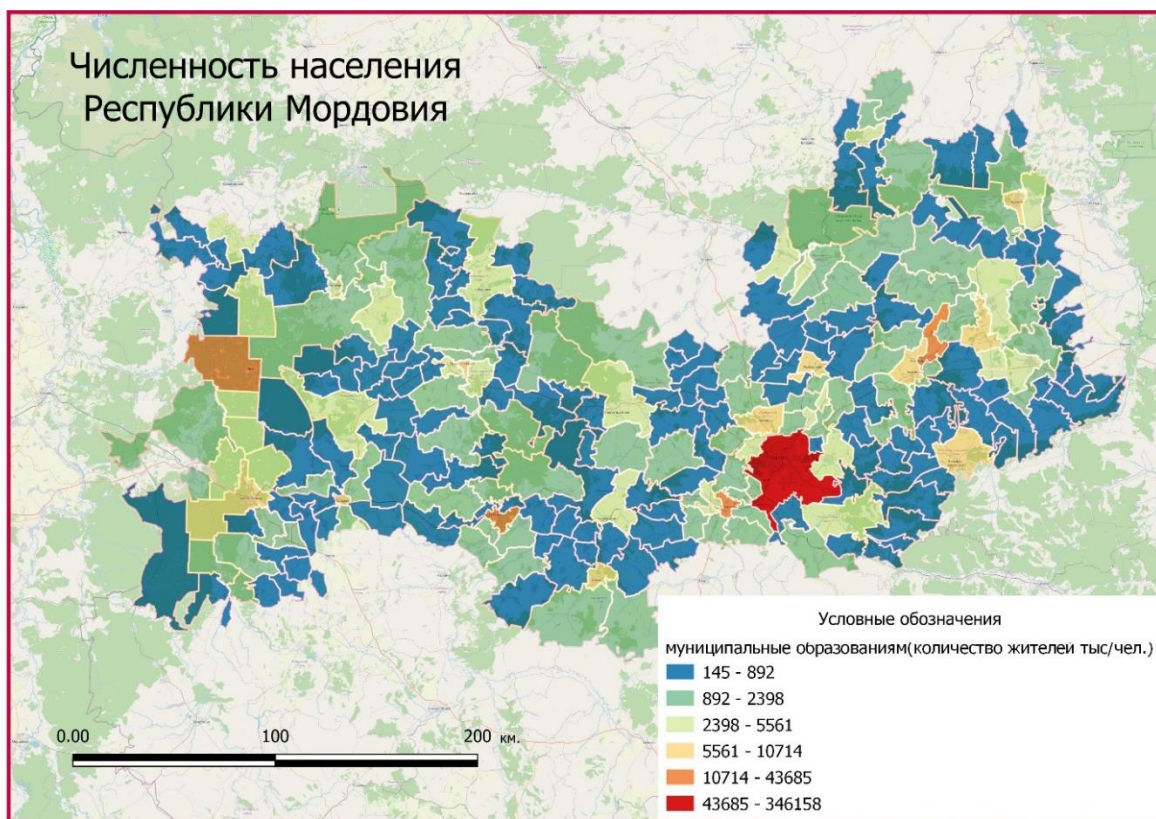 Численность населения
Республики Мордовия
0.00 100 200 км.
Условные обозначения
муниципальные образованиям(количество жителей тыс/чел.)
145 - 892
892 - 2398
2398 - 5561
5561 - 10714
10714 - 43685
43685 - 346158